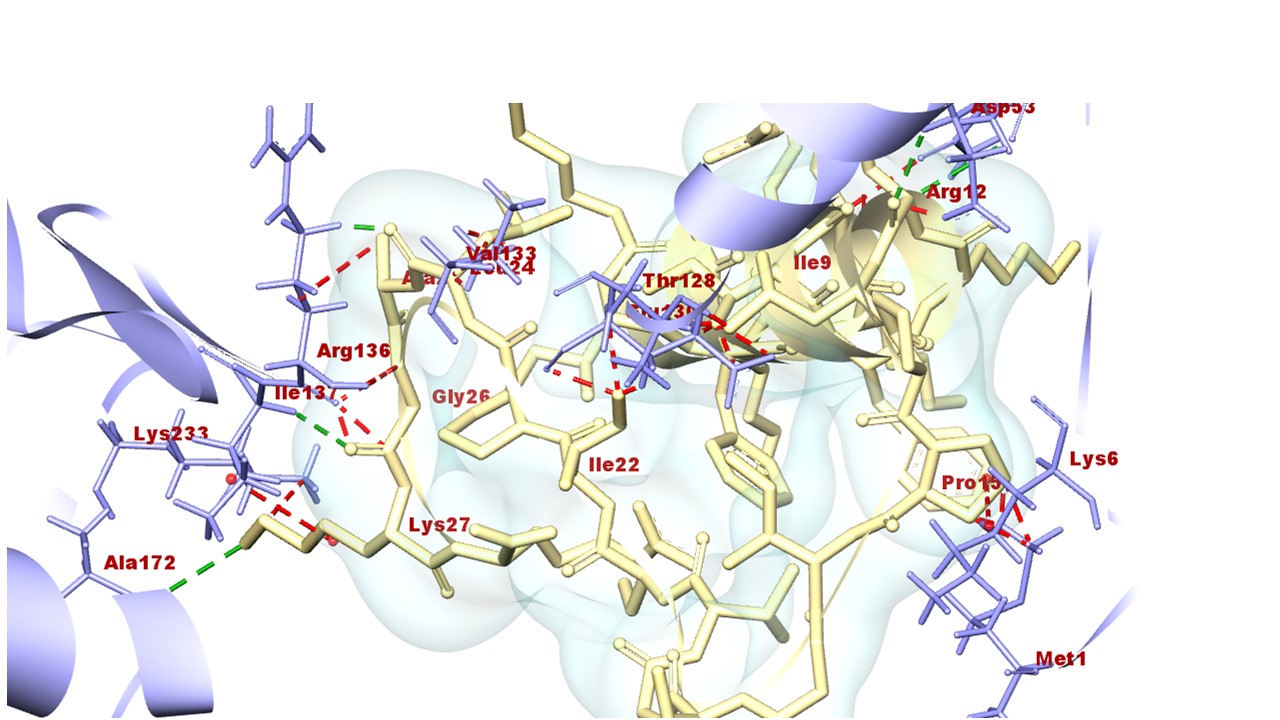 Asp53
Arg12
Val133
Ile9
Thr128
Arg136
Ile137
Gly26
Lys233
Lys6
Ile22
Pro15
Lys27
Ala172
Met1